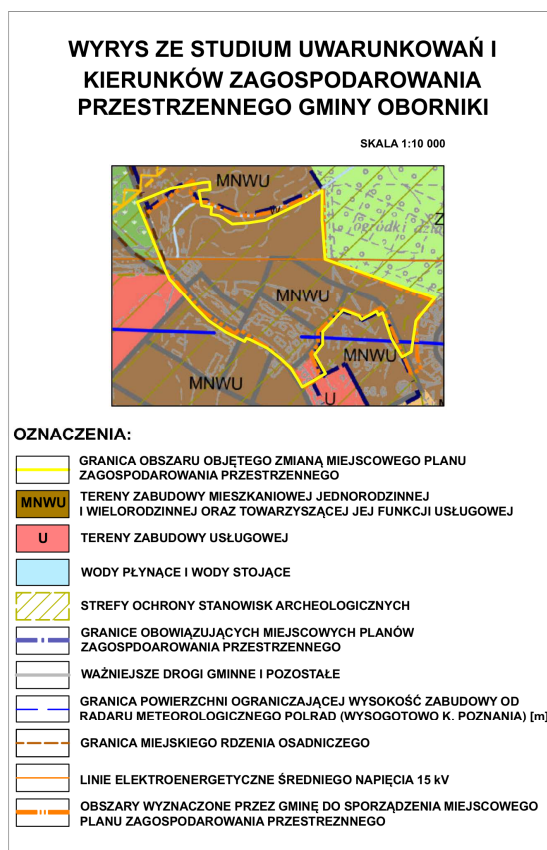 WYRYS ZE STUDIUM UWARUNKOWAŃ I
KIERUNKÓW ZAGOSPODAROWANIA
PRZESTRZENNEGO GMINY OBORNIKI
SKALA 1:10 000
MNWU
ogródki dzia
MNWU
MNWU
MNWU
U
OZNACZENIA:
GRANICA OBSZARU OBJĘTEGO ZMIANĄ MIEJSCOWEGO PLANU
ZAGOSPODAROWANIA PRZESTRZENNEGO
MNWU
TERENY ZABUDOWY MIESZKANIOWEJ JEDNORODZINNEJ
I WIELORODZINNEJ ORAZ TOWARZYSZĄCEJ JEJ FUNKCJI USŁUGOWEJ
U
TERENY ZABUDOWY USŁUGOWEJ
WODY PŁYNĄCE I WODY STOJĄCE
STREFY OCHRONY STANOWISK ARCHEOLOGICZNYCH
GRANICE OBOWIĄZUJĄCYCH MIEJSCOWYCH PLANÓW
ZAGOSPDOAROWANIA PRZESTRZENNEGO
WAŻNIEJSZE DROGI GMINNE I POZOSTAŁE
GRANICA POWIERZCHNI OGRANICZAJĄCEJ WYSOKOŚĆ ZABUDOWY OD
RADARU METEOROLOGICZNEGO POLRAD (WYSOGOTOWO K. POZNANIA) [m]
GRANICA MIEJSKIEGO RDZENIA OSADNICZEGO
LINIE ELEKTROENERGETYCZNE ŚREDNIEGO NAPIĘCIA 15 kV
OBSZARY WYZNACZONE PRZEZ GMINĘ DO SPORZĄDZENIA MIEJSCOWEGO
PLANU ZAGOSPODAROWANIA PRZESTREZNNEGO